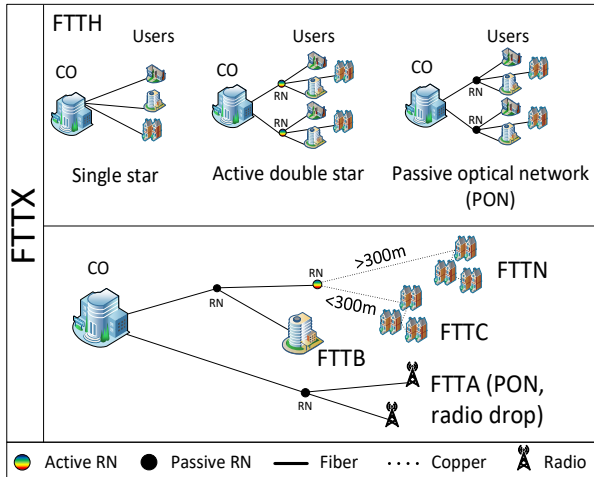 FTTX
FTTH
Users
CO
RN
RN
Users
CO
RN
RN
Users
CO
Single star
Active double star
Passive optical network
(PON)
CO
RN
RN
>300m
<300m
FTTN
FTTC
FTTB
RN
FTTA (PON,
radio drop)
Active RN
Passive RN
Fiber
Copper
Radio